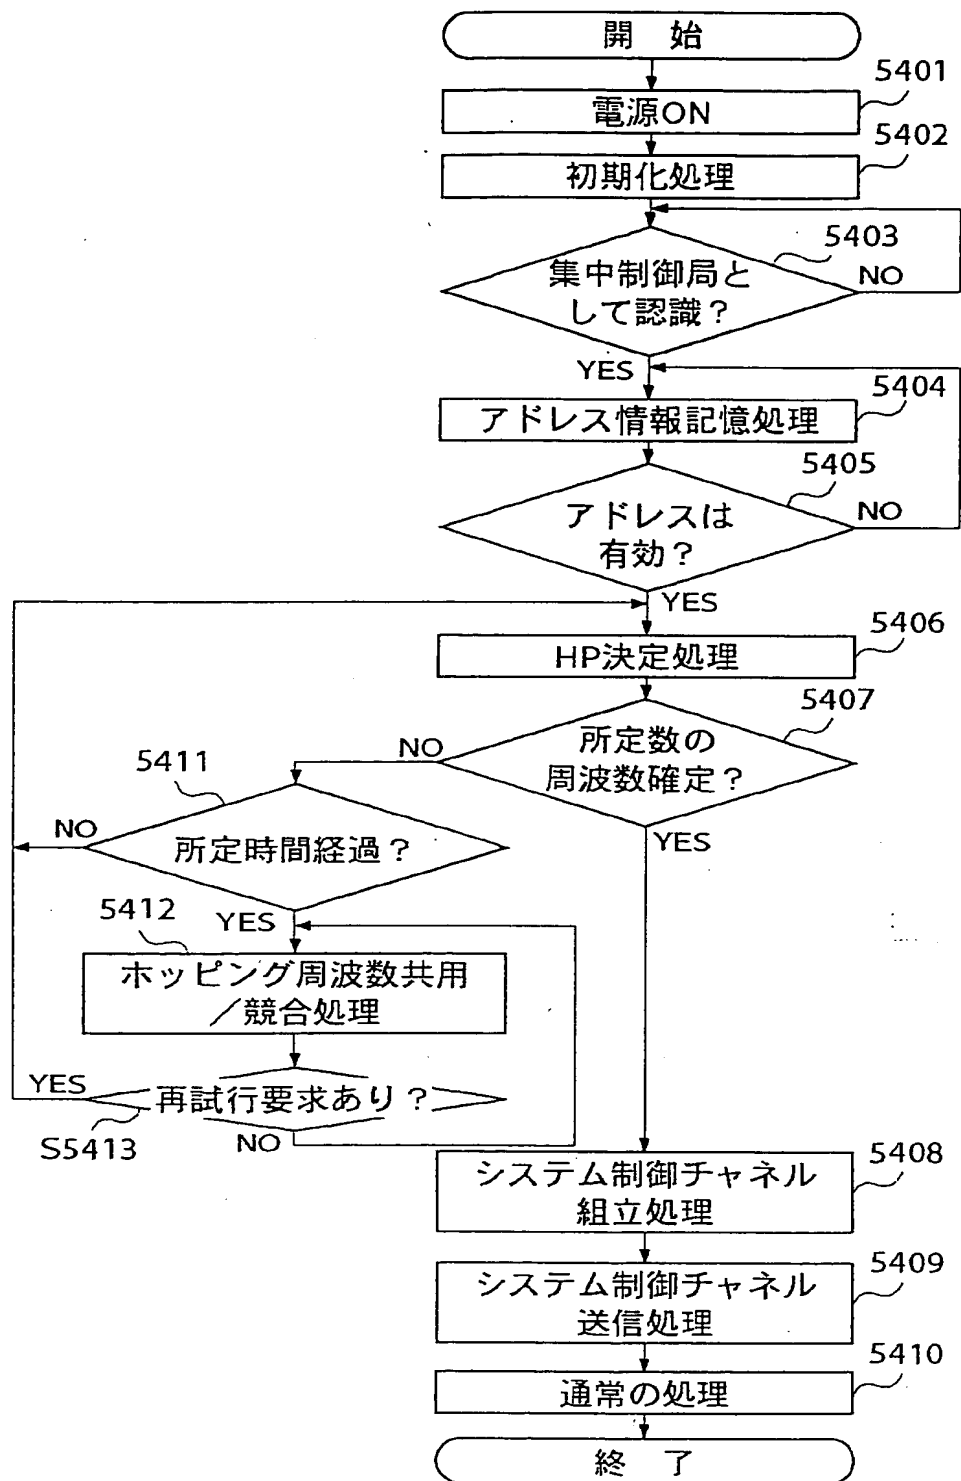 開 始
5401
電源ON
5402
初期化処理
5403
集中制御局と
して認識？
NO
YES
5404
アドレス情報記憶処理
5405
アドレスは
有効？
NO
YES
5406
HP決定処理
5407
所定数の
周波数確定？
NO
YES
5411
所定時間経過？
NO
YES
5412
ホッピング周波数共用
／競合処理
再試行要求あり？
YES
NO
S5413
5408
システム制御チャネル
組立処理
5409
システム制御チャネル
送信処理
5410
通常の処理
終 了